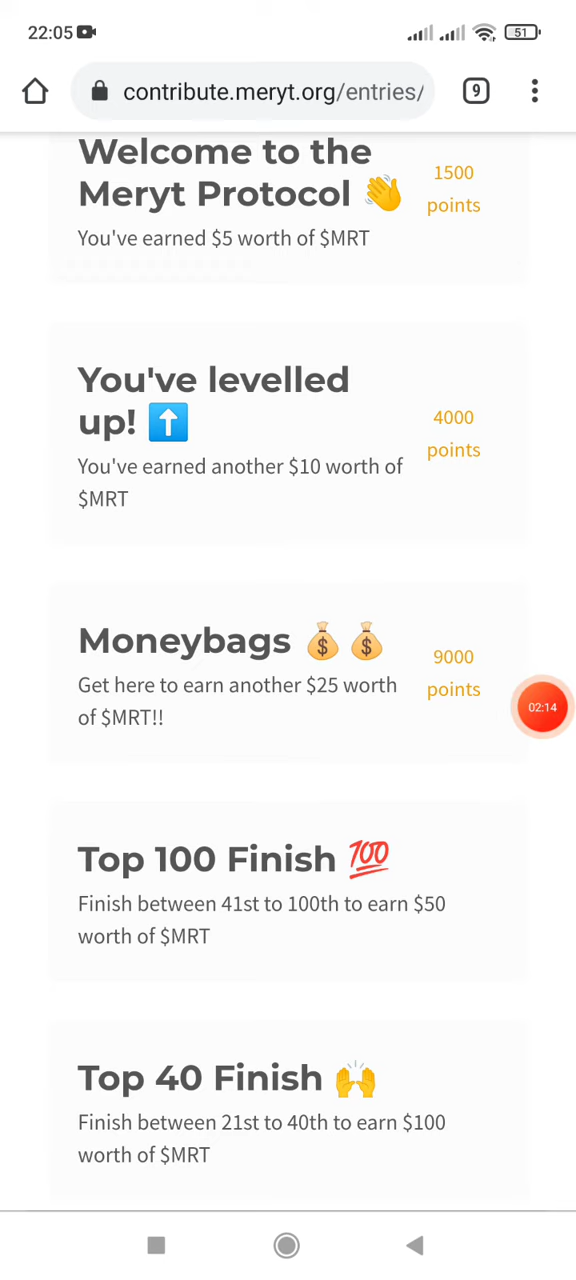 22:05
51
contribute.meryt.org/entries/
9
Welcome to the
Meryt Protocol 👋
1500
points
You've earned $5 worth of $MRT
You've levelled
up! ⬆️
4000
points
You've earned another $10 worth of
$MRT
Moneybags 💰 💰
9000
points
Get here to earn another $25 worth
of $MRT!!
02:14
Top 100 Finish 💯
Finish between 41st to 100th to earn $50
worth of $MRT
Top 40 Finish 🙌
Finish between 21st to 40th to earn $100
worth of $MRT